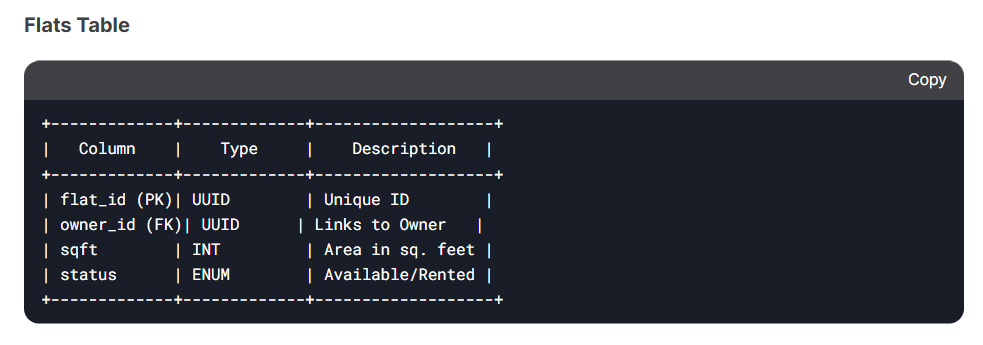 Flats Table
Copy
+-------------+-------------+-------------------+
|   Column    |    Type     |    Description   |
+-------------+-------------+-------------------+
| flat_id (PK)| UUID        | Unique ID        |
| owner_id (FK)| UUID      | Links to Owner   |
| sqft        | INT         | Area in sq. feet |
| status      | ENUM        | Available/Rented |
+-------------+-------------+-------------------+